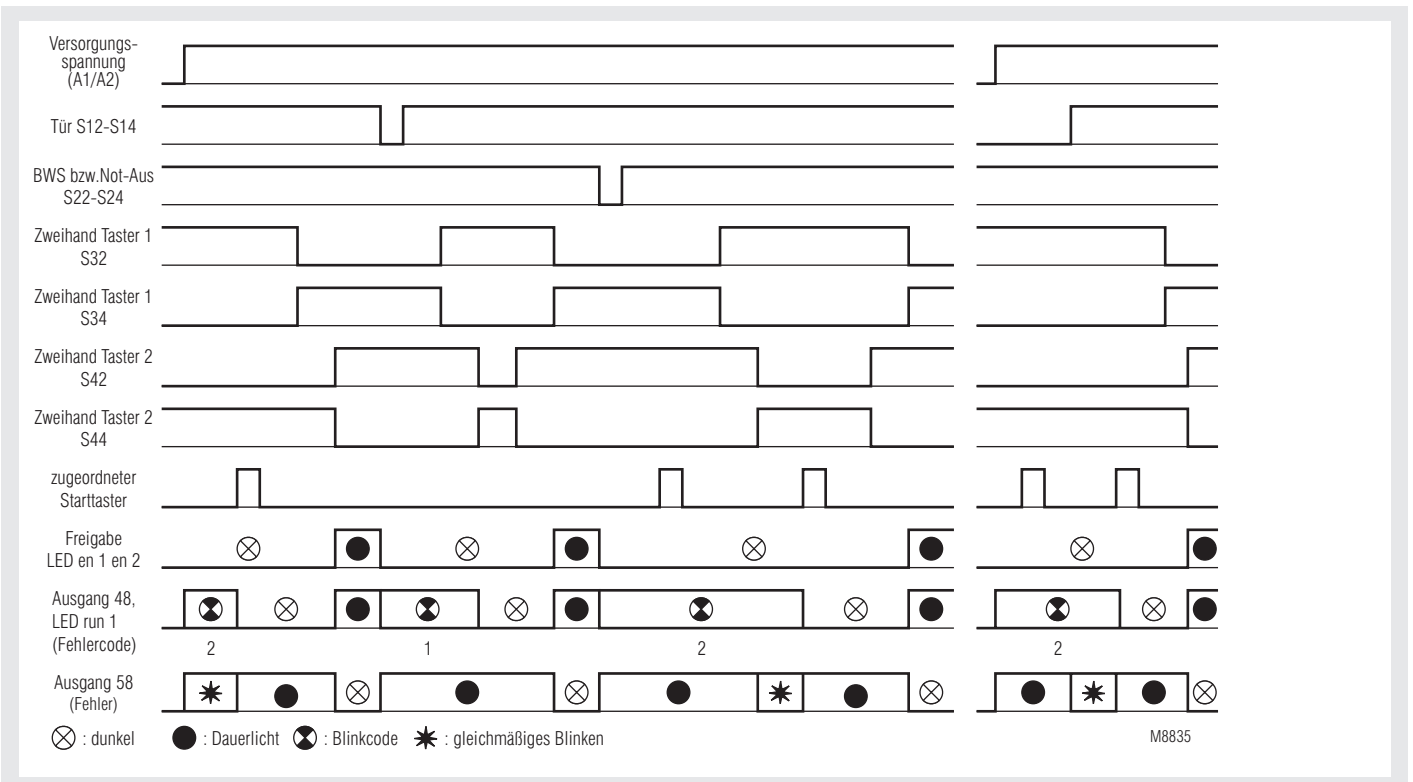 Versorgungs-
spannung
(A1/A2)
Tür S12-S14
BWS bzw.Not-Aus
S22-S24
Zweihand Taster 1
S32
Zweihand Taster 1
S34
Zweihand Taster 2
S42
Zweihand Taster 2
S44
zugeordneter
Starttaster
Freigabe
LED en 1 en 2
Ausgang 48,
LED run 1
(Fehlercode)
2 1 2 2
Ausgang 58
(Fehler)
: dunkel : Dauerlicht : Blinkcode : gleichmäßiges Blinken M8835